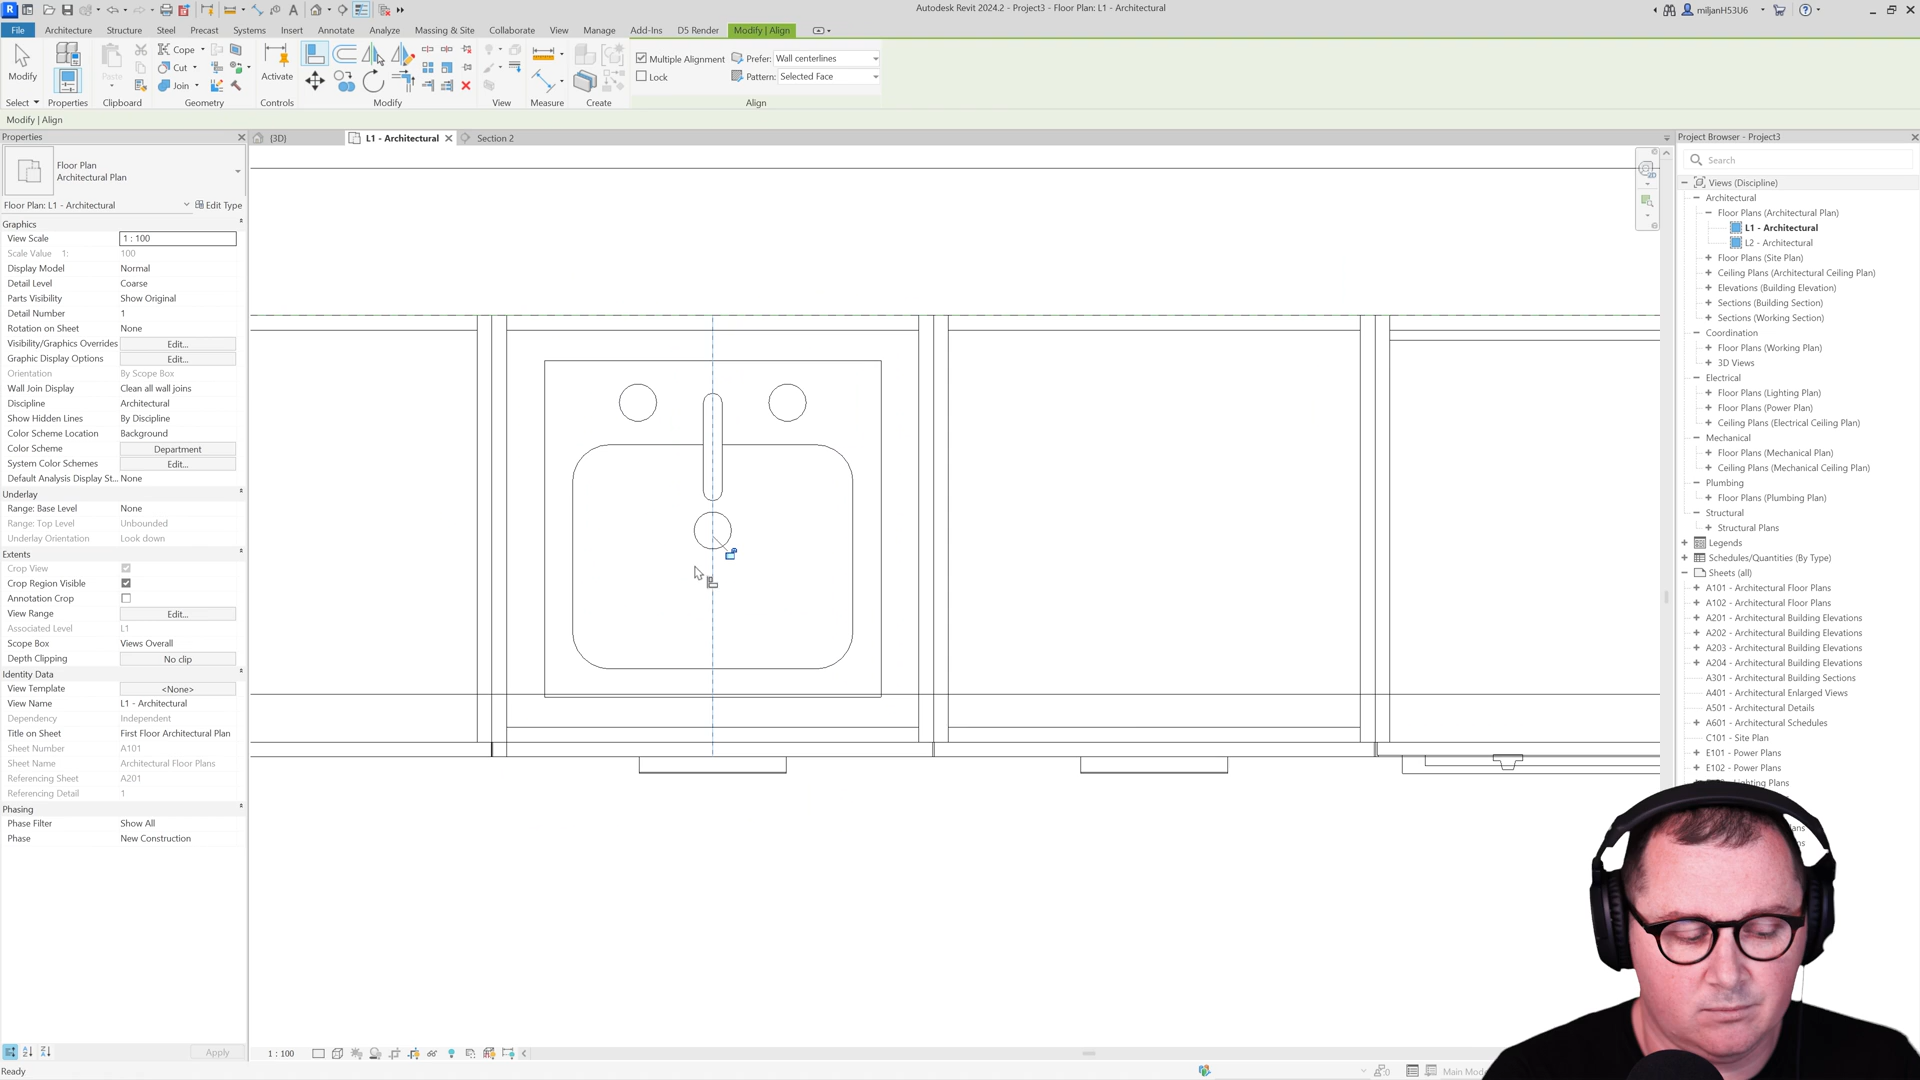 Autodesk Revit 2024.2 - Project3 - Floor Plan: L1 - Architectural
miljanH53U6
File
Architecture
Structure
Steel
Precast
Systems
Insert
Annotate
Analyze
Massing & Site
Collaborate
View
Manage
Add-Ins
D5 Render
Modify | Align
Modify
Paste
Cope
Cut
Join
Activate
Multiple Alignment
Lock
Prefer: Wall centerlines
Pattern: Selected Face
Select
Properties
Clipboard
Geometry
Controls
Modify
View
Measure
Create
Align
Modify | Align
Properties
{3D}
L1 - Architectural
Section 2
Floor Plan
Architectural Plan
Floor Plan: L1 - Architectural
Edit Type
Graphics
View Scale 1 : 100
Scale Value 1: 100
Display Model Normal
Detail Level Coarse
Parts Visibility Show Original
Detail Number 1
Rotation on Sheet None
Visibility/Graphics Overrides Edit...
Graphic Display Options Edit...
Orientation By Scope Box
Wall Join Display Clean all wall joins
Discipline Architectural
Show Hidden Lines By Discipline
Color Scheme Location Background
Color Scheme Department
System Color Schemes Edit...
Default Analysis Display St... None
Underlay
Range: Base Level None
Range: Top Level Unbounded
Underlay Orientation Look down
Extents
Crop View
Crop Region Visible
Annotation Crop
View Range Edit...
Associated Level L1
Scope Box Views Overall
Depth Clipping No clip
Identity Data
View Template <None>
View Name L1 - Architectural
Dependency Independent
Title on Sheet First Floor Architectural Plan
Sheet Number A101
Sheet Name Architectural Floor Plans
Referencing Sheet A201
Referencing Detail 1
Phasing
Phase Filter Show All
Phase New Construction
Apply
Ready
1 : 100
Project Browser - Project3
Search
Views (Discipline)
Architectural
Floor Plans (Architectural Plan)
L1 - Architectural
L2 - Architectural
Floor Plans (Site Plan)
Ceiling Plans (Architectural Ceiling Plan)
Elevations (Building Elevation)
Sections (Building Section)
Sections (Working Section)
Coordination
Floor Plans (Working Plan)
3D Views
Electrical
Floor Plans (Lighting Plan)
Floor Plans (Power Plan)
Ceiling Plans (Electrical Ceiling Plan)
Mechanical
Floor Plans (Mechanical Plan)
Ceiling Plans (Mechanical Ceiling Plan)
Plumbing
Floor Plans (Plumbing Plan)
Structural
Structural Plans
Legends
Schedules/Quantities (By Type)
Sheets (all)
A101 - Architectural Floor Plans
A102 - Architectural Floor Plans
A201 - Architectural Building Elevations
A202 - Architectural Building Elevations
A203 - Architectural Building Elevations
A204 - Architectural Building Elevations
A301 - Architectural Building Sections
A401 - Architectural Enlarged Views
A501 - Architectural Details
A601 - Architectural Schedules
C101 - Site Plan
E101 - Power Plans
E102 - Power Plans
Lighting Plans
:0
Main